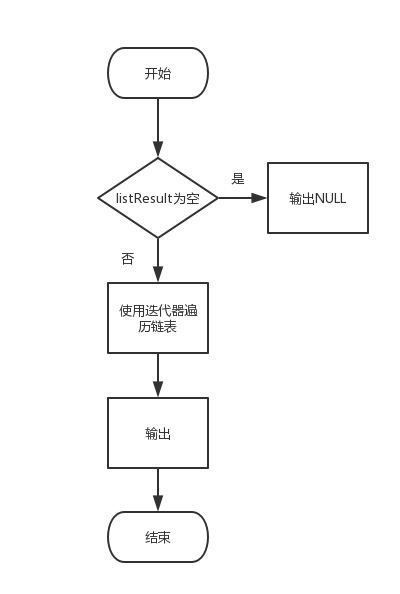 开始
listResult为空
是
输出NULL
否
使用迭代器遍
历链表
输出
结束